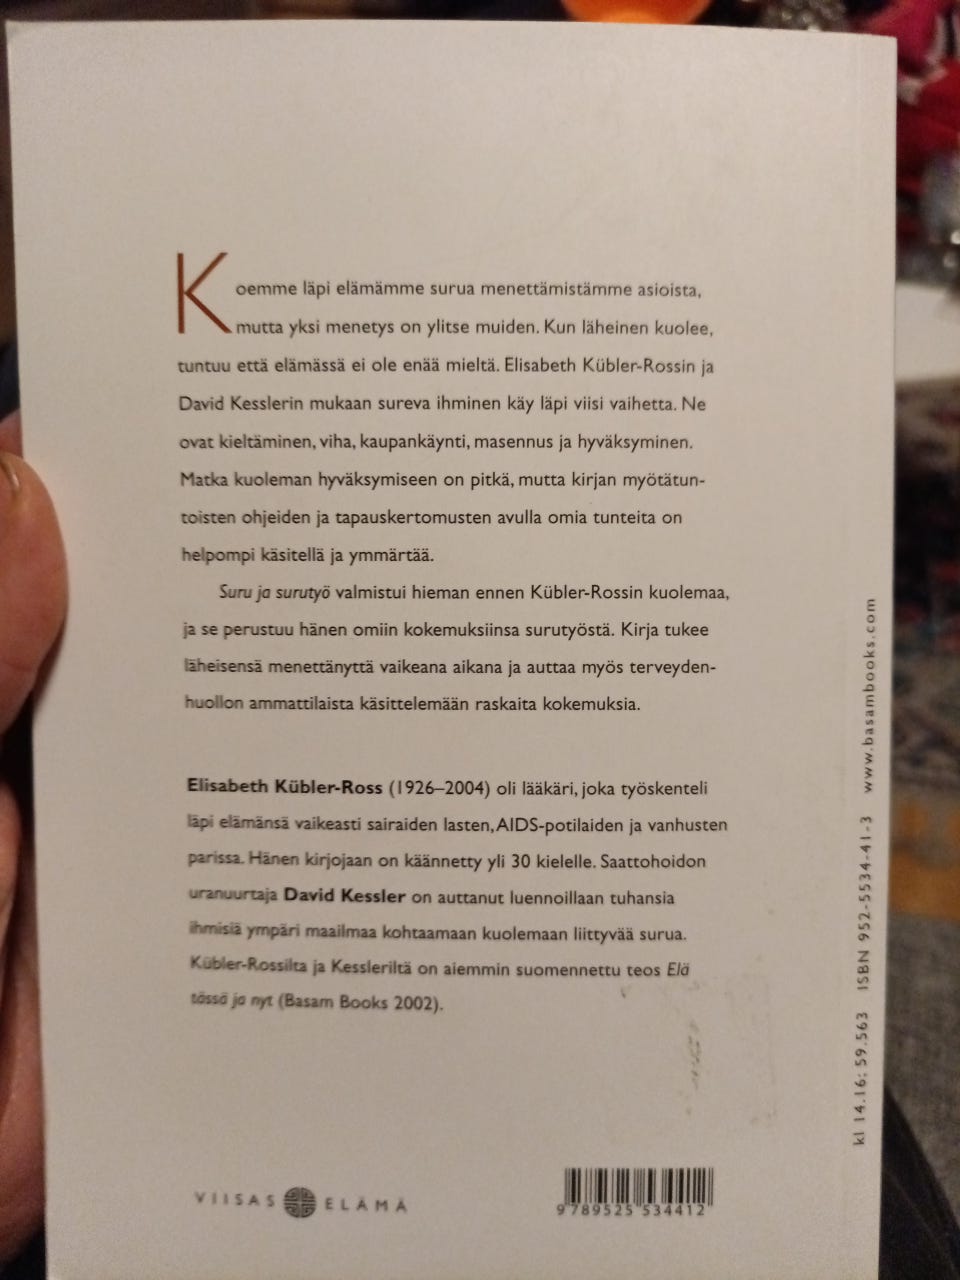 Koemme läpi elämämme surua menettämistämme asioista,
mutta yksi menetys on ylitse muiden. Kun läheinen kuolee,
tuntuu että elämässä ei ole enää mieltä. Elisabeth Kübler-Rossin ja
David Kesslerin mukaan sureva ihminen käy läpi viisi vaihetta. Ne
ovat kieltäminen, viha, kaupankäynti, masennus ja hyväksyminen.
Matka kuoleman hyväksymiseen on pitkä, mutta kirjan myötätun-
toisten ohjeiden ja tapauskertomusten avulla omia tunteita on
helpompi käsitellä ja ymmärtää.
Suru ja surutyö valmistui hieman ennen Kübler-Rossin kuolemaa,
ja se perustuu hänen omiin kokemuksiinsa surutyöstä. Kirja tukee
läheisensä menettänyttä vaikeana aikana ja auttaa myös terveyden-
huollon ammattilaista käsittelemään raskaita kokemuksia.
Elisabeth Kübler-Ross (1926–2004) oli lääkäri, joka työskenteli
läpi elämänsä vaikeasti sairaiden lasten, AIDS-potilaiden ja vanhusten
parissa. Hänen kirjojaan on käännetty yli 30 kielelle. Saattohoidon
uranuurtaja David Kessler on auttanut luennoillaan tuhansia
ihmisiä ympäri maailmaa kohtaamaan kuolemaan liittyvää surua.
Kübler-Rossilta ja Kessleriltä on aiemmin suomennettu teos Elä
tässä ja nyt (Basam Books 2002).
VIISAS ELÄMÄ
9 789525 534412
kl 14.16; 59.563 ISBN 952-5534-41-3 www.basambooks.com